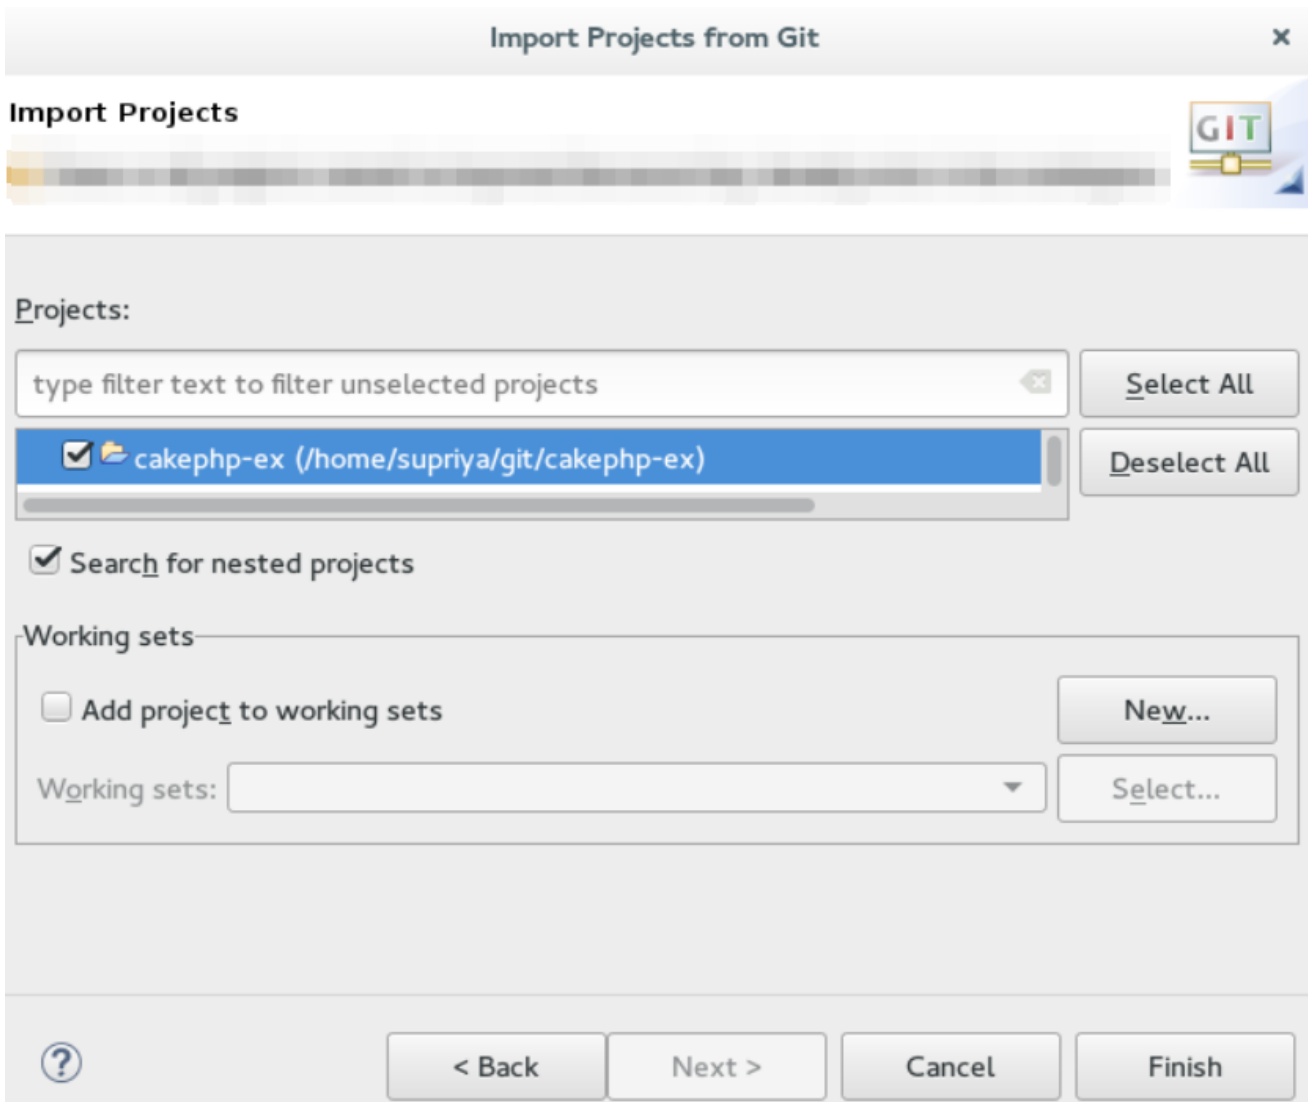 Import Projects from Git
Import Projects
GIT
Projects:
type filter text to filter unselected projects
Select All
cakephp-ex (/home/supriya/git/cakephp-ex)
Deselect All
Search for nested projects
Working sets
Add project to working sets
New...
Working sets:
Select...
?
< Back
Next >
Cancel
Finish